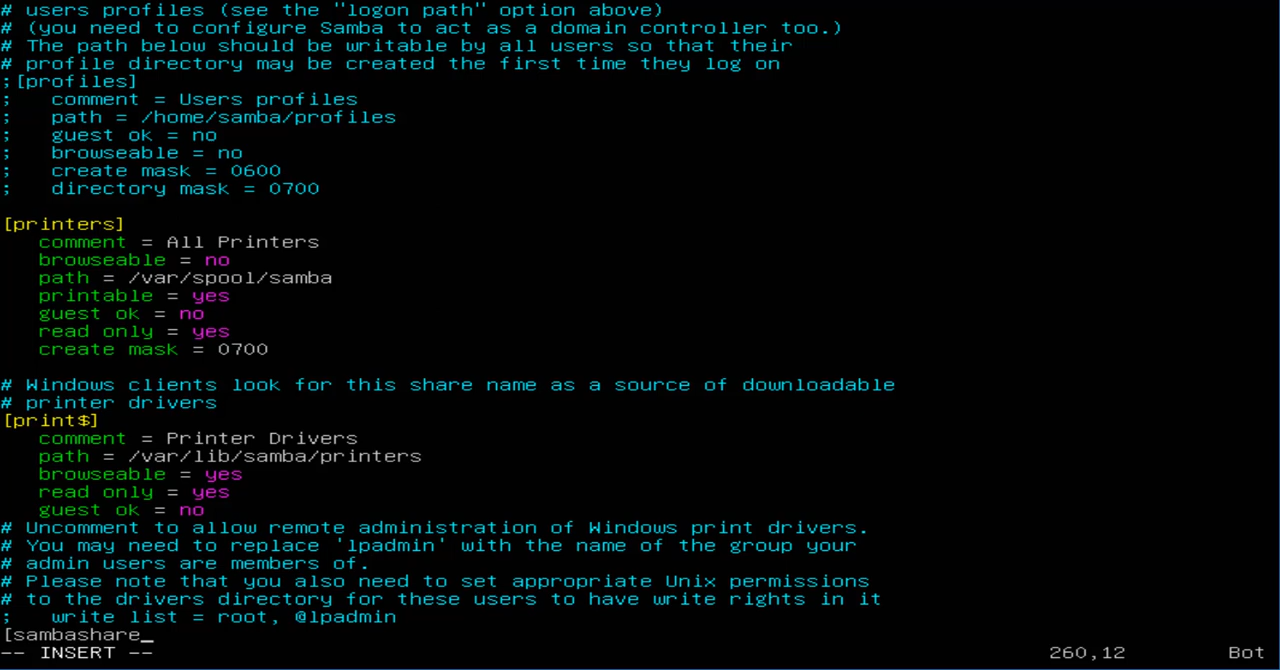 # users profiles (see the "logon path" option above)
# (you need to configure Samba to act as a domain controller too.)
# The path below should be writable by all users so that their
# profile directory may be created the first time they log on
;[profiles]
;   comment = Users profiles
;   path = /home/samba/profiles
;   guest ok = no
;   browseable = no
;   create mask = 0600
;   directory mask = 0700

[printers]
   comment = All Printers
   browseable = no
   path = /var/spool/samba
   printable = yes
   guest ok = no
   read only = yes
   create mask = 0700

# Windows clients look for this share name as a source of downloadable
# printer drivers
[print$]
   comment = Printer Drivers
   path = /var/lib/samba/printers
   browseable = yes
   read only = yes
   guest ok = no
# Uncomment to allow remote administration of Windows print drivers.
# You may need to replace 'lpadmin' with the name of the group your
# admin users are members of.
# Please note that you also need to set appropriate Unix permissions
# to the drivers directory for these users to have write rights in it
;   write list = root, @lpadmin
[sambashare_
-- INSERT --                                                                      260,12        Bot